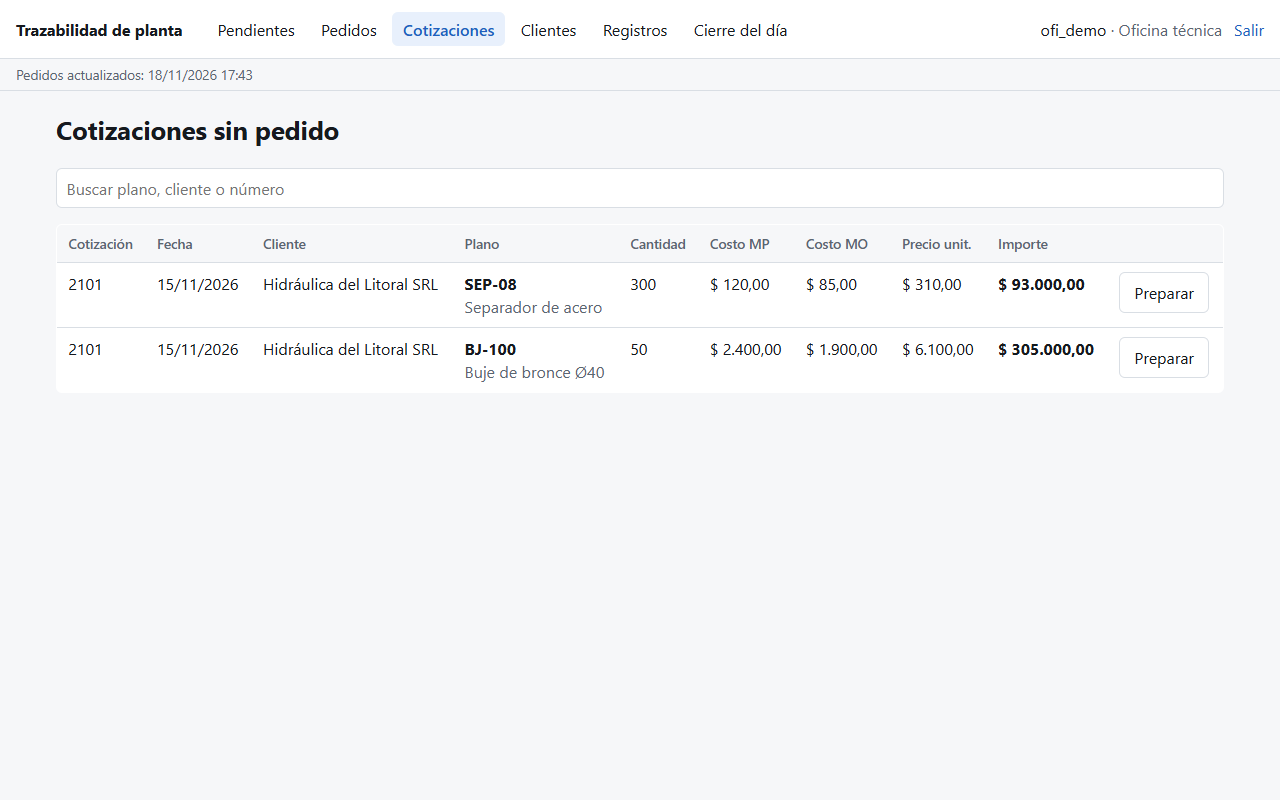 Trazabilidad de planta Pendientes Pedidos Cotizaciones Clientes Registros Cierre del día ofi_demo · Oficina técnica Salir
Pedidos actualizados: 18/11/2026 17:43
Cotizaciones sin pedido
Buscar plano, cliente o número
Cotización Fecha Cliente Plano Cantidad Costo MP Costo MO Precio unit. Importe
2101 15/11/2026 Hidráulica del Litoral SRL SEP-08 300 $ 120,00 $ 85,00 $ 310,00 $ 93.000,00 Preparar
Separador de acero
2101 15/11/2026 Hidráulica del Litoral SRL BJ-100 50 $ 2.400,00 $ 1.900,00 $ 6.100,00 $ 305.000,00 Preparar
Buje de bronce Ø40